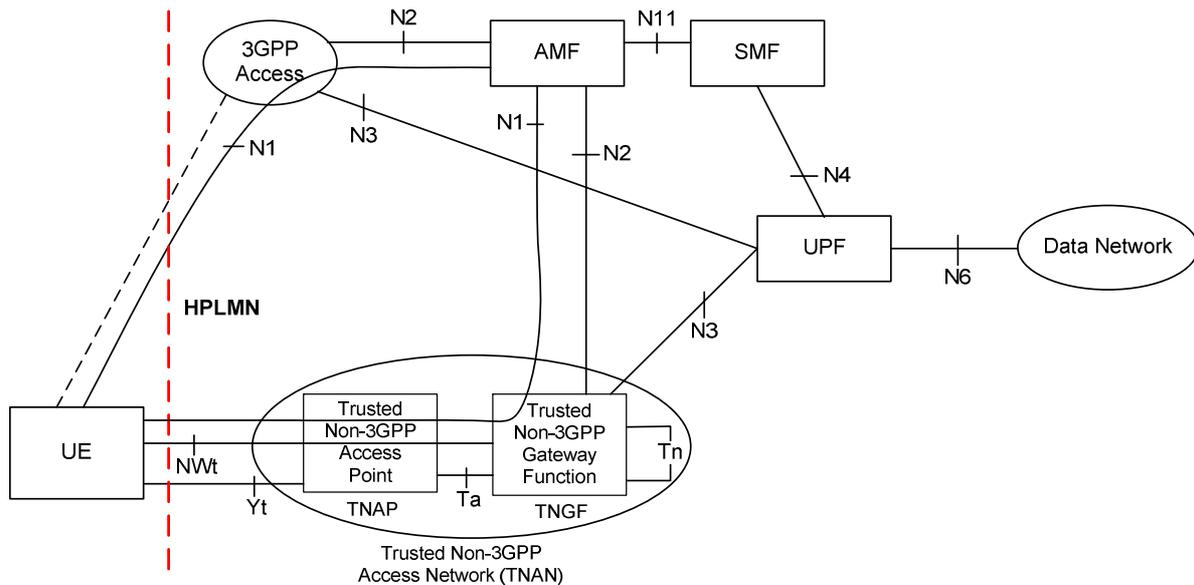 N2
N11
3GPP
Access
AMF
SMF
N1
N3
N1
N2
N4
UPF
Data Network
N6
HPLMN
N3
UE
Trusted
Non-3GPP
Access
Point
Trusted
Non-3GPP
Gateway
Function
Tn
NWt
Yt
Ta
TNAP
TNGF
Trusted Non-3GPP
Access Network (TNAN)